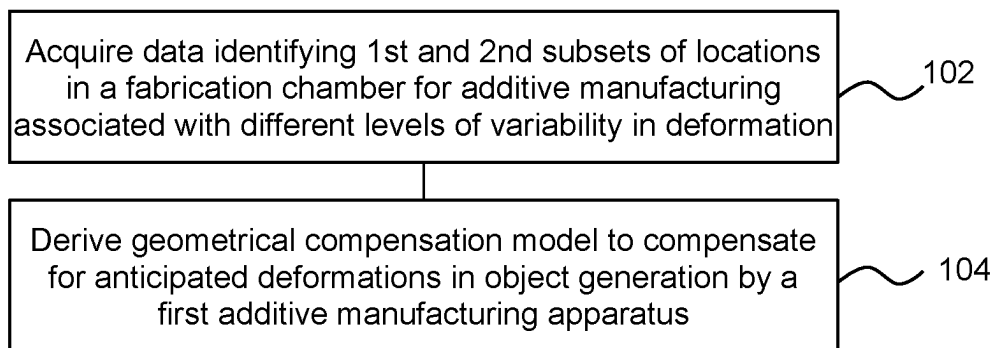 Acquire data identifying 1st and 2nd subsets of locations
in a fabrication chamber for additive manufacturing
associated with different levels of variability in deformation
102
Derive geometrical compensation model to compensate
for anticipated deformations in object generation by a
first additive manufacturing apparatus
104